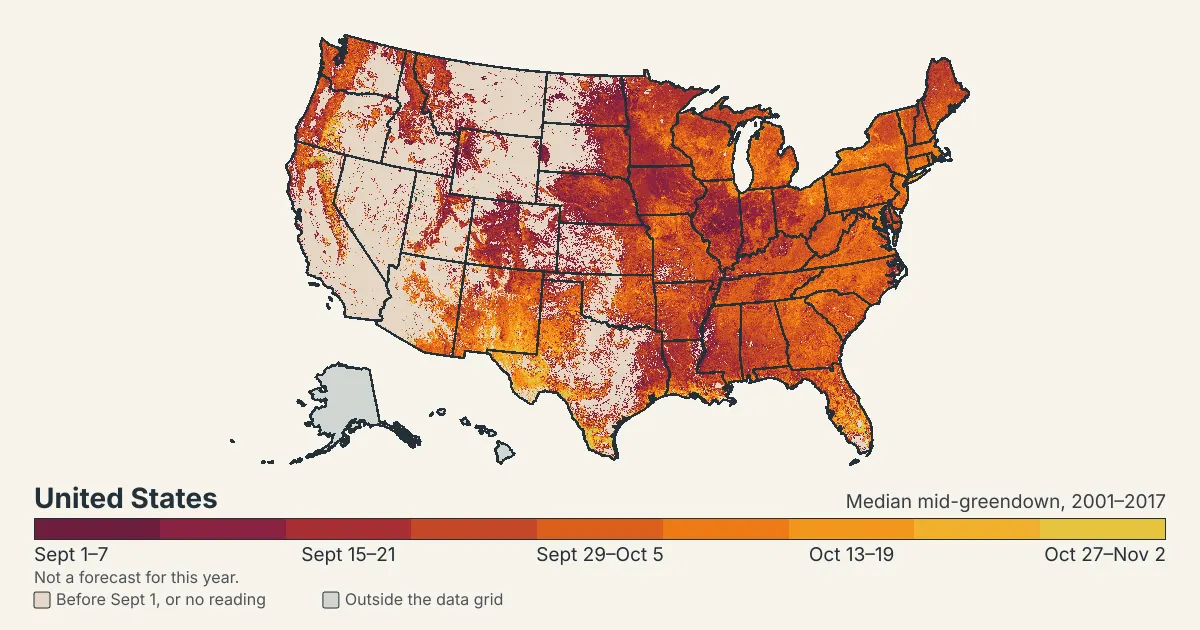 United States
Median mid-greendown, 2001–2017
Sept 1–7
Sept 15–21
Sept 29–Oct 5
Oct 13–19
Oct 27–Nov 2
Not a forecast for this year.
Before Sept 1, or no reading
Outside the data grid